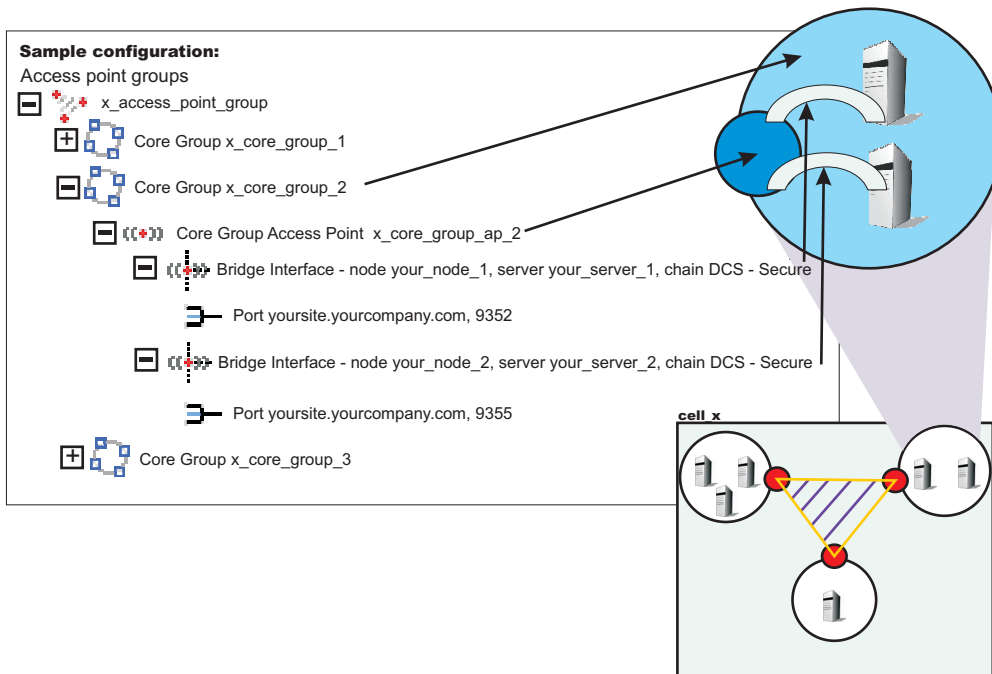 Sample configuration:
Access point groups
x_access_point_group
Core Group x_core_group_1
Core Group x_core_group_2
Core Group Access Point x_core_group_ap_2
Bridge Interface - node your_node_1, server your_server_1, chain DCS - Secure
Port yoursite.yourcompany.com, 9352
Bridge Interface - node your_node_2, server your_server_2, chain DCS - Secure
Port yoursite.yourcompany.com, 9355
Core Group x_core_group_3
cell_x